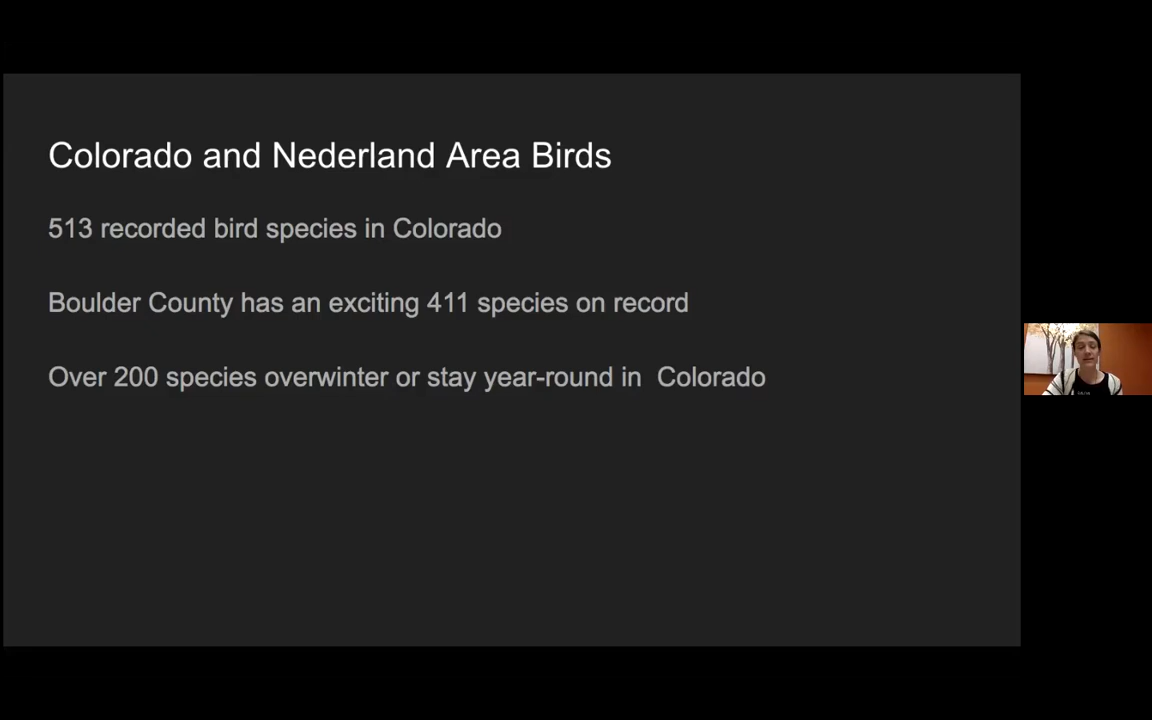 Colorado and Nederland Area Birds
513 recorded bird species in Colorado
Boulder County has an exciting 411 species on record
Over 200 species overwinter or stay year-round in  Colorado